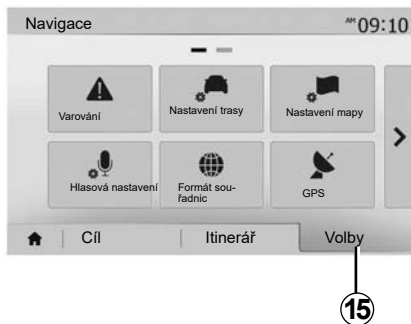 Navigace
AM 09:10
Varování
Nastavení trasy
Nastavení mapy
Hlasová nastavení
Formát sou-
řadnic
GPS
Cíl
Itinerář
Volby
15